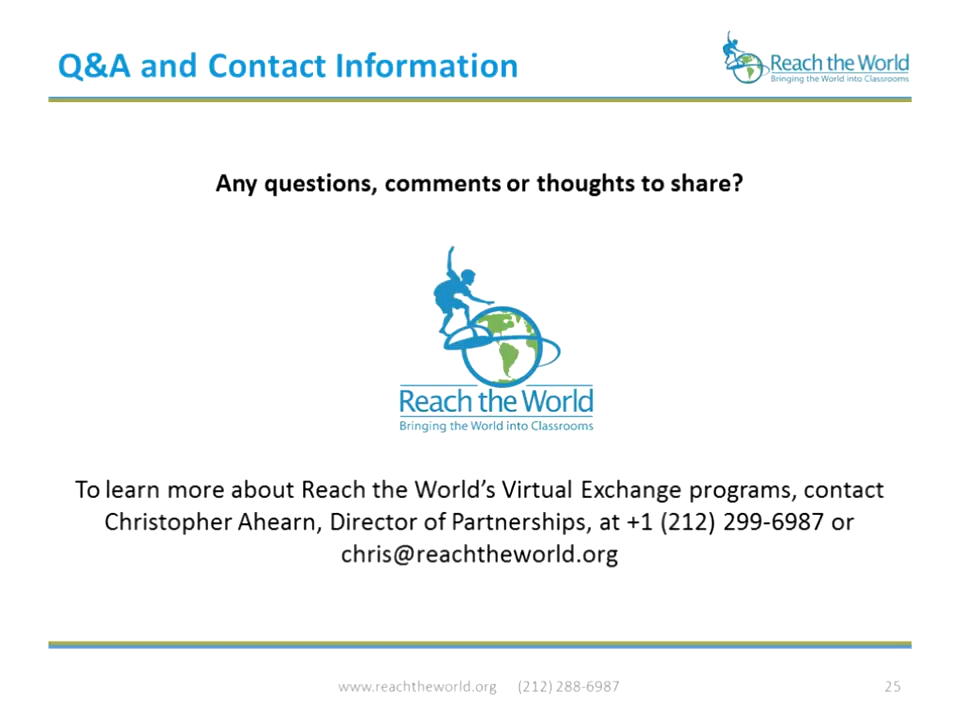 Q&A and Contact Information
Reach the World
Bringing the World into Classrooms
Any questions, comments or thoughts to share?
Reach the World
Bringing the World into Classrooms
To learn more about Reach the World’s Virtual Exchange programs, contact
Christopher Ahearn, Director of Partnerships, at +1 (212) 299-6987 or
chris@reachtheworld.org
www.reachtheworld.org (212) 288-6987
25